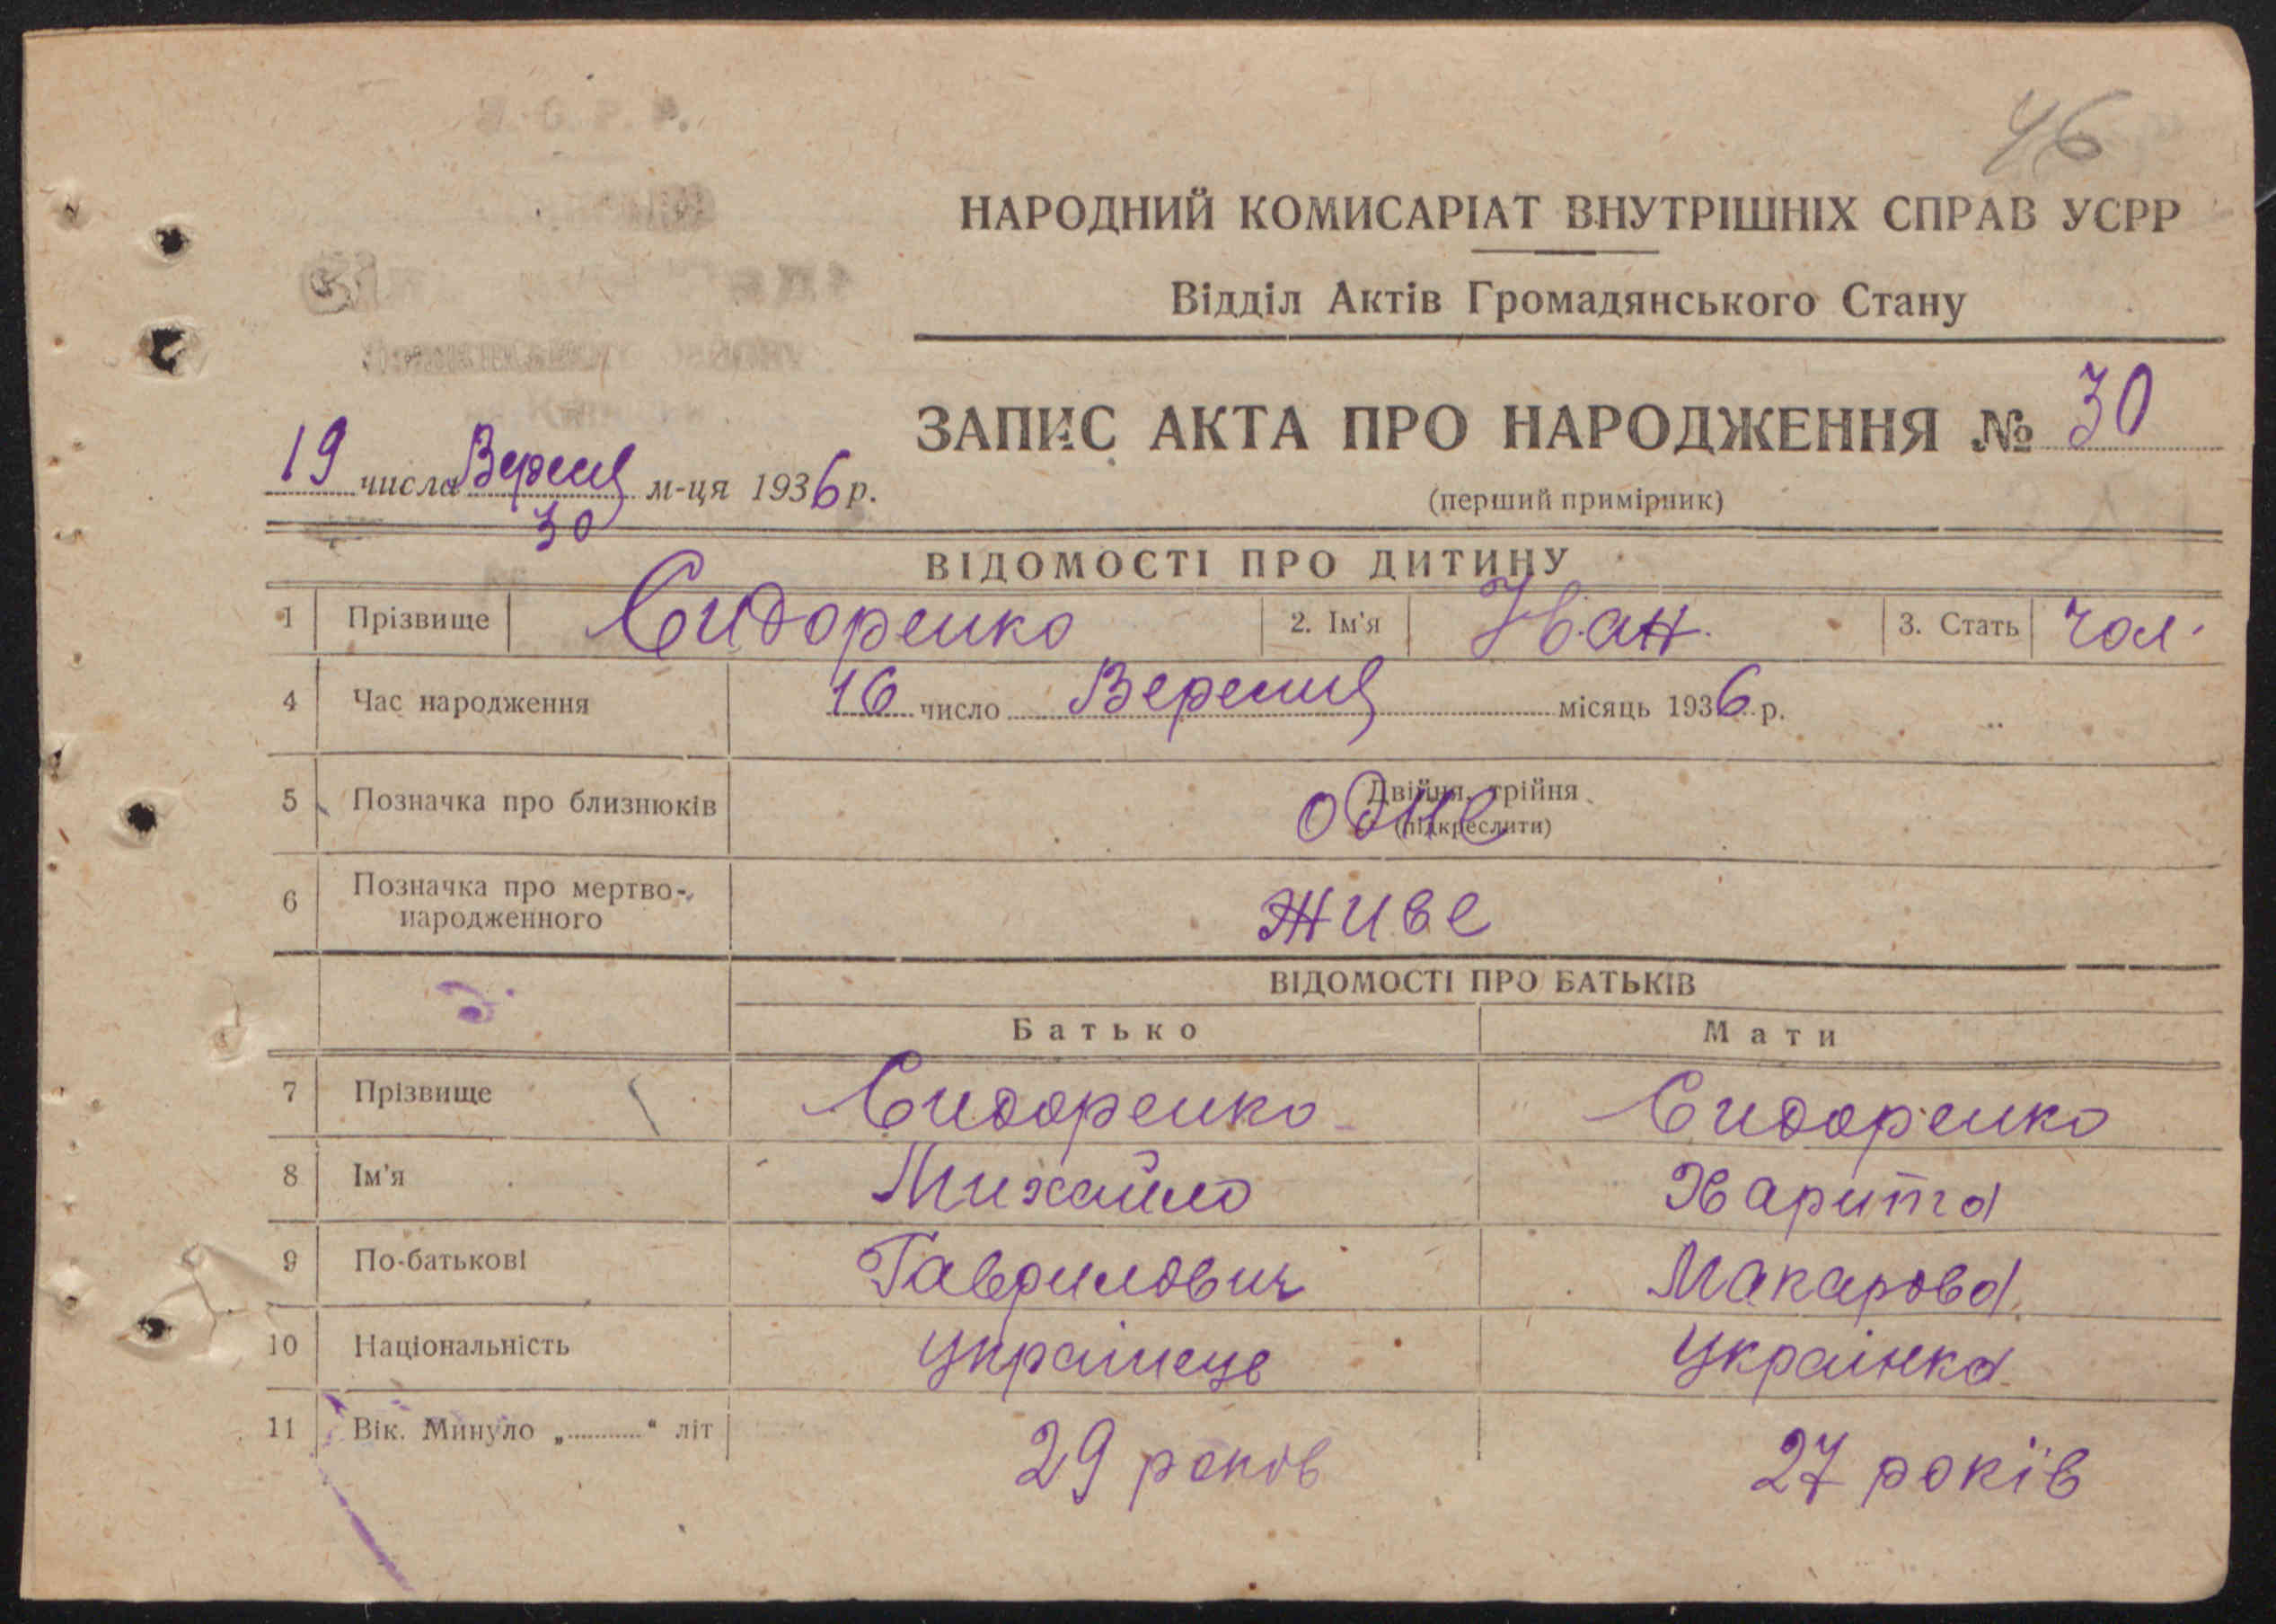 46
НАРОДНИЙ КОМИСАРІАТ ВНУТРІШНІХ СПРАВ УСРР
Відділ Актів Громадянського Стану
ЗАПИС АКТА ПРО НАРОДЖЕННЯ № 30
19 числа Вересня м-ця 1936 р.
(перший примірник)
30
ВІДОМОСТІ ПРО ДИТИНУ
1 Прізвище Сидоренко 2. Ім'я Іван. 3. Стать Чол.
4 Час народження 16 число Вересня місяць 1936 р.
5 Позначка про близнюків Двійня, трійня
одне (підкреслити)
6 Позначка про мертво-
народженного Живе
ВІДОМОСТІ ПРО БАТЬКІВ
Батько Мати
7 Прізвище Сидоренко Сидоренко
8 Ім'я Михайло Харита
9 По-батькові Гаврилович Макарова
10 Національність Українець Українка
11 Вік. Минуло „..........“ літ 29 років 27 років